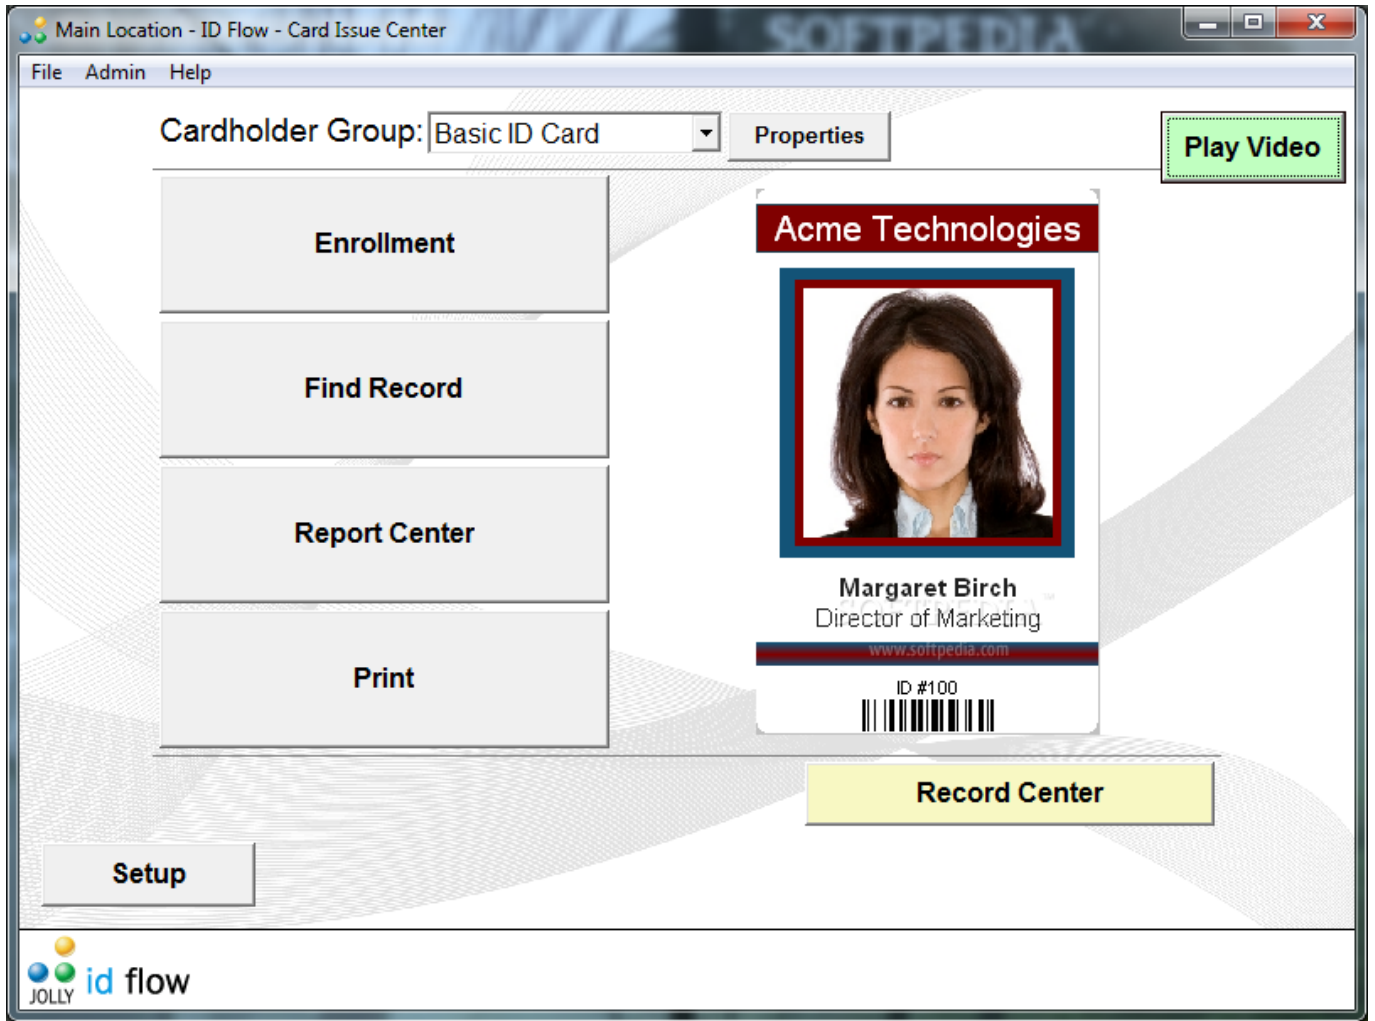 Main Location - ID Flow - Card Issue Center
SOFTPEDIA
File Admin Help
Cardholder Group: Basic ID Card Properties
Play Video
Enrollment
Find Record
Report Center
Print
Acme Technologies
Margaret Birch
SOFTPEDIA™
Director of Marketing
www.softpedia.com
ID #100
Record Center
Setup
JOLLY id flow